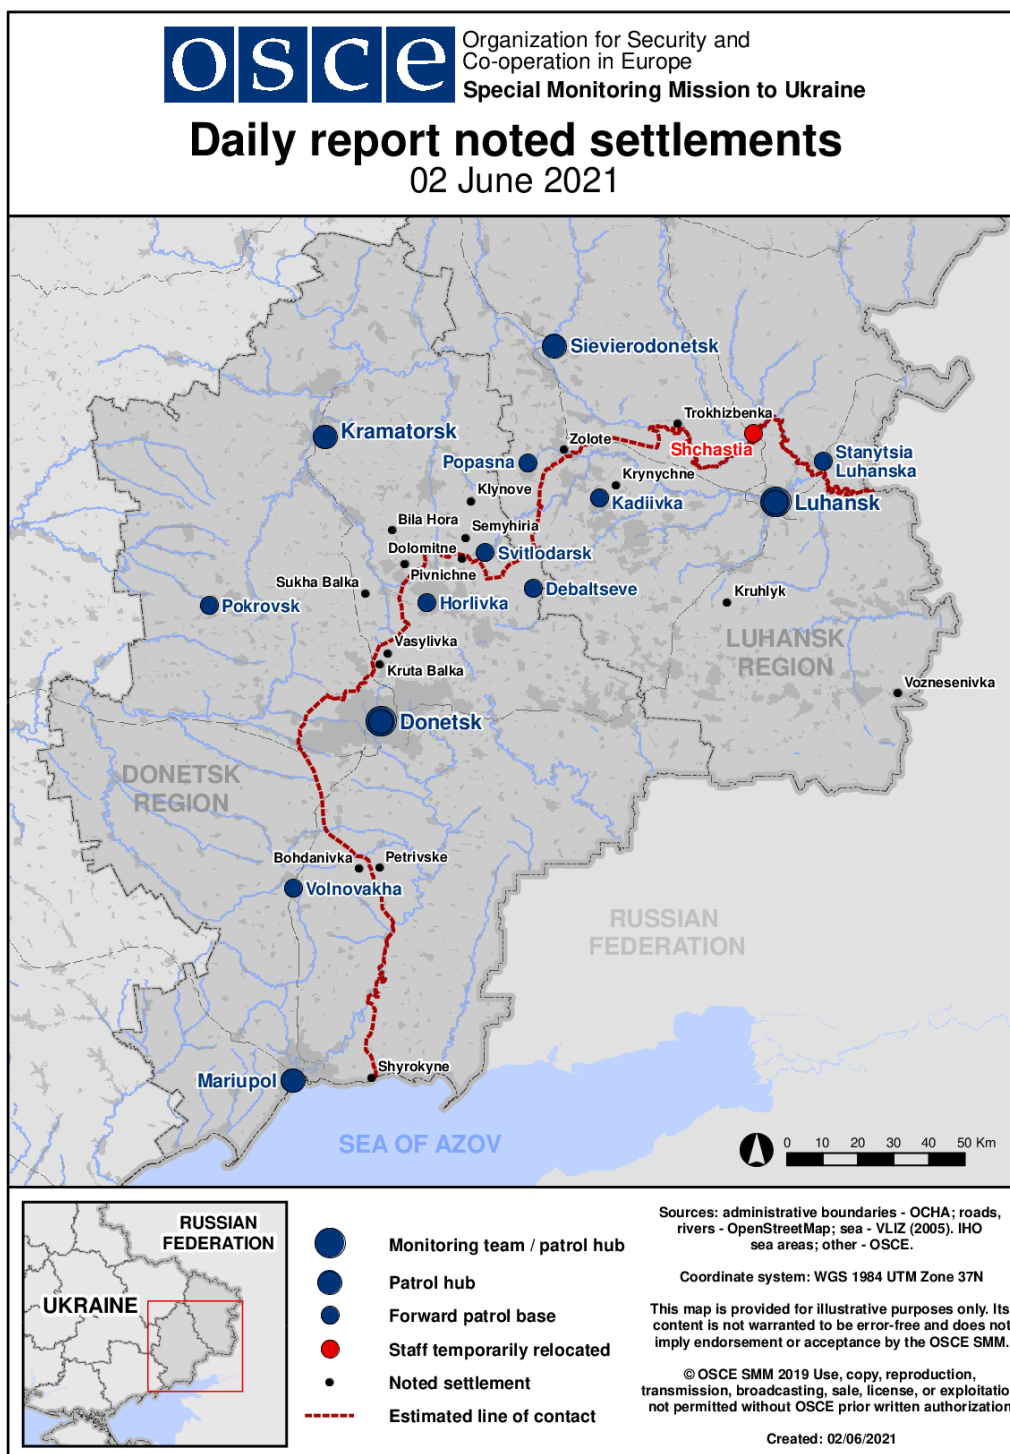 osce
Organization for Security and
Co-operation in Europe
Special Monitoring Mission to Ukraine
Daily report noted settlements
02 June 2021
Sievierodonetsk
Trokhizbenka
Kramatorsk
Zolote
Shchastia
Stanytsia
Luhanska
Popasna
Krynychne
Klynove
Kadiivka
Luhansk
Bila Hora
Semyhiria
Dolomitne
Svitlodarsk
Pivnichne
Sukha Balka
Debaltseve
Kruhlyk
Pokrovsk
Horlivka
Vasylivka
LUHANSK
REGION
Kruta Balka
Voznesenivka
Donetsk
DONETSK
REGION
Bohdanivka
Petrivske
Volnovakha
RUSSIAN
FEDERATION
Shyrokyne
Mariupol
SEA OF AZOV
0 10 20 30 40 50 Km
RUSSIAN
FEDERATION
UKRAINE
Monitoring team / patrol hub
Patrol hub
Forward patrol base
Staff temporarily relocated
Noted settlement
Estimated line of contact
Sources: administrative boundaries - OCHA; roads,
rivers - OpenStreetMap; sea - VLIZ (2005). IHO
sea areas; other - OSCE.
Coordinate system: WGS 1984 UTM Zone 37N
This map is provided for illustrative purposes only. Its
content is not warranted to be error-free and does not
imply endorsement or acceptance by the OSCE SMM.
© OSCE SMM 2019 Use, copy, reproduction,
transmission, broadcasting, sale, license, or exploitatio
not permitted without OSCE prior written authorization
Created: 02/06/2021